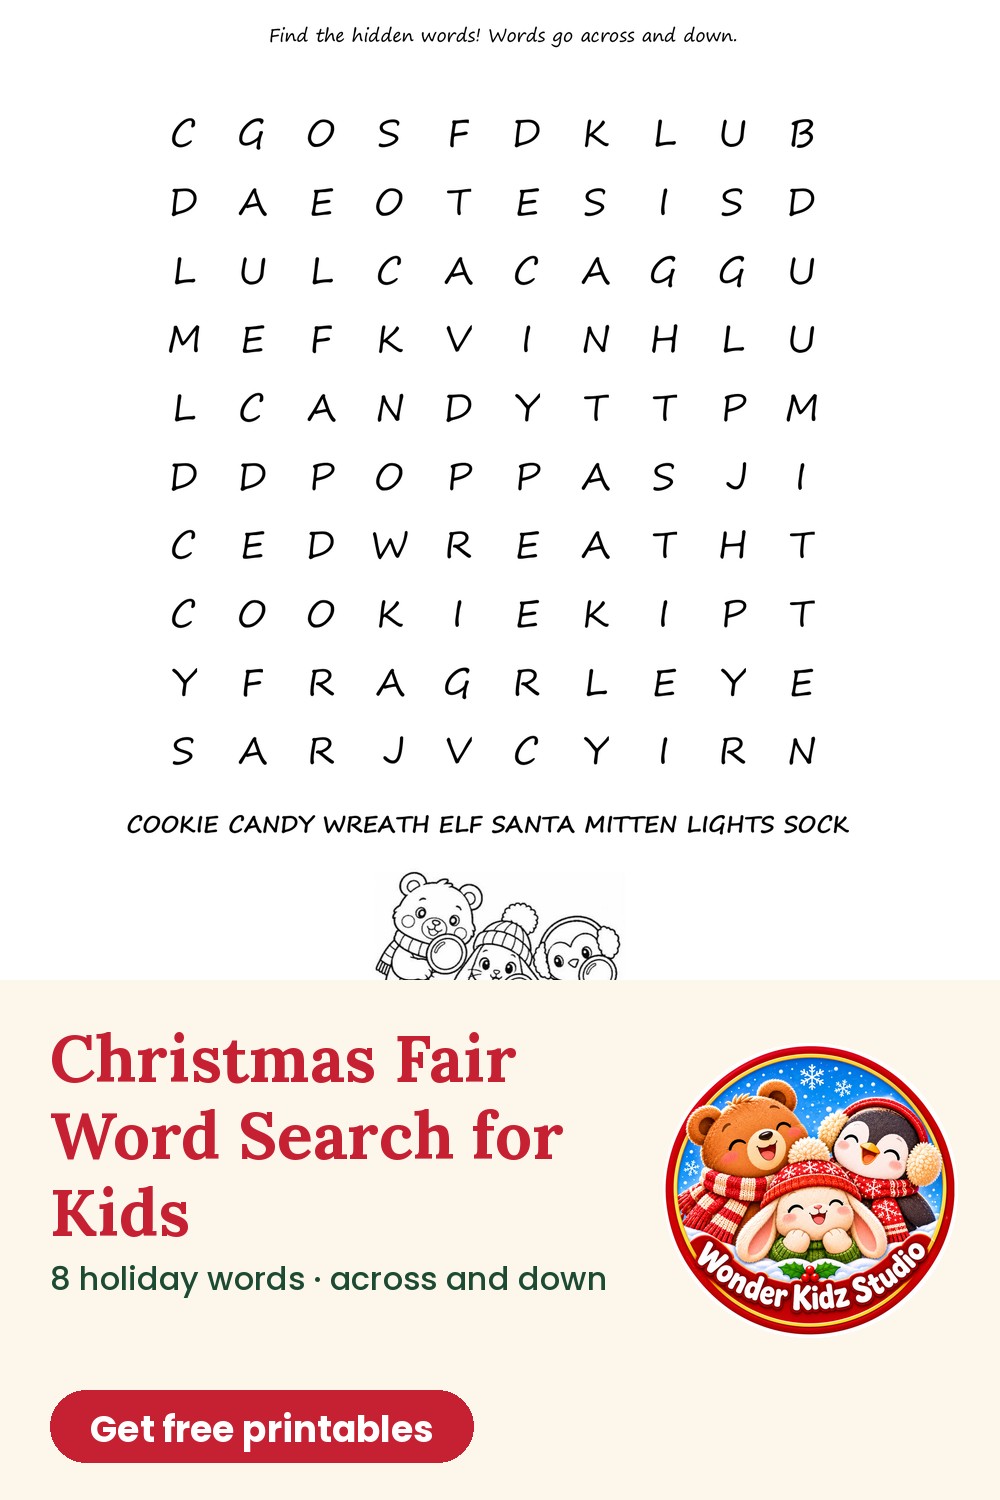 Find the hidden words! Words go across and down.
C G O S F D K L U B
D A E O T E S I S D
L U L C A C A G G U
M E F K V I N H L U
L C A N D Y T T P M
D D P O P P A S J I
C E D W R E A T H T
C O O K I E K I P T
Y F R A G R L E Y E
S A R J V C Y I R N
COOKIE CANDY WREATH ELF SANTA MITTEN LIGHTS SOCK
Christmas Fair
Word Search for
Kids
8 holiday words · across and down
Wonder Kidz Studio
Get free printables